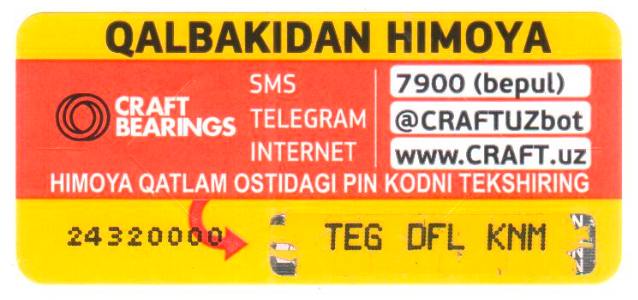 QALBAKIDAN HIMOYA
CRAFT
BEARINGS
SMS 7900 (bepul)
TELEGRAM @CRAFTUZbot
INTERNET www.CRAFT.uz
HIMOYA QATLAM OSTIDAGI PIN KODNI TEKSHIRING
24320000 TEG DFL KNM